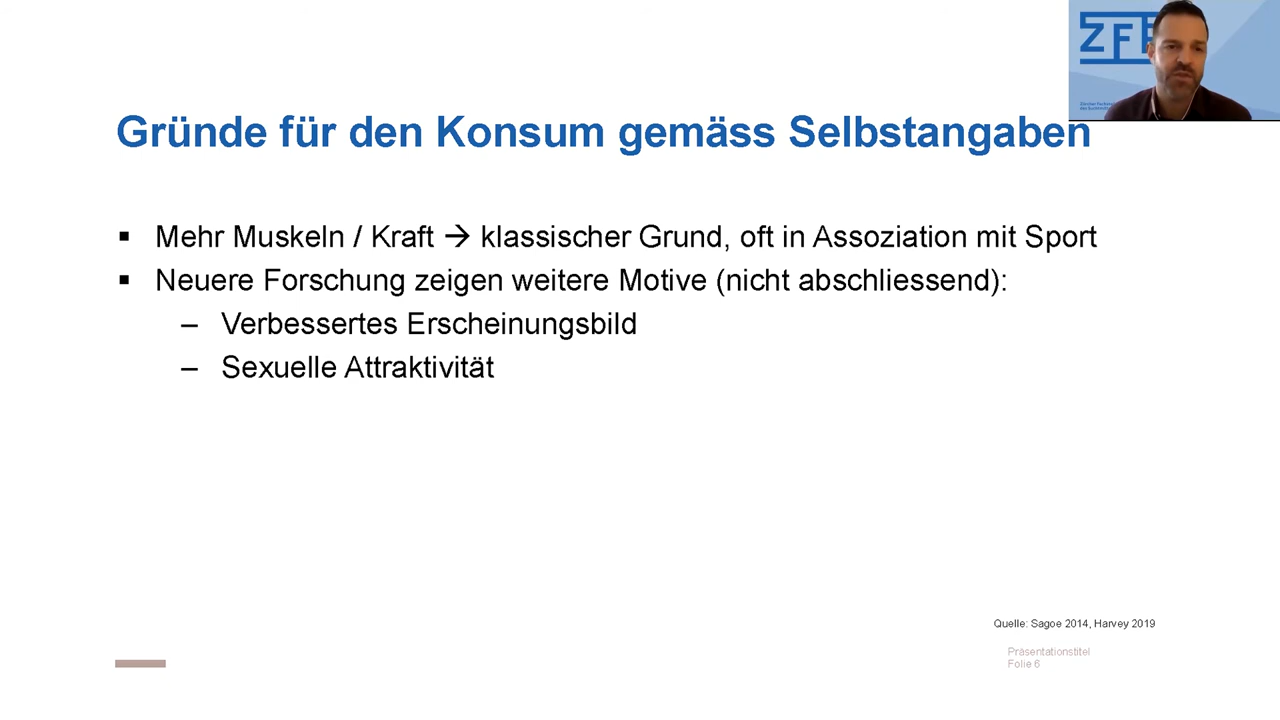 Gründe für den Konsum gemäss Selbstangaben
▪ Mehr Muskeln / Kraft → klassischer Grund, oft in Assoziation mit Sport
▪ Neuere Forschung zeigen weitere Motive (nicht abschliessend):
– Verbessertes Erscheinungsbild
– Sexuelle Attraktivität
Quelle: Sagoe 2014, Harvey 2019
Präsentationstitel
Folie 6